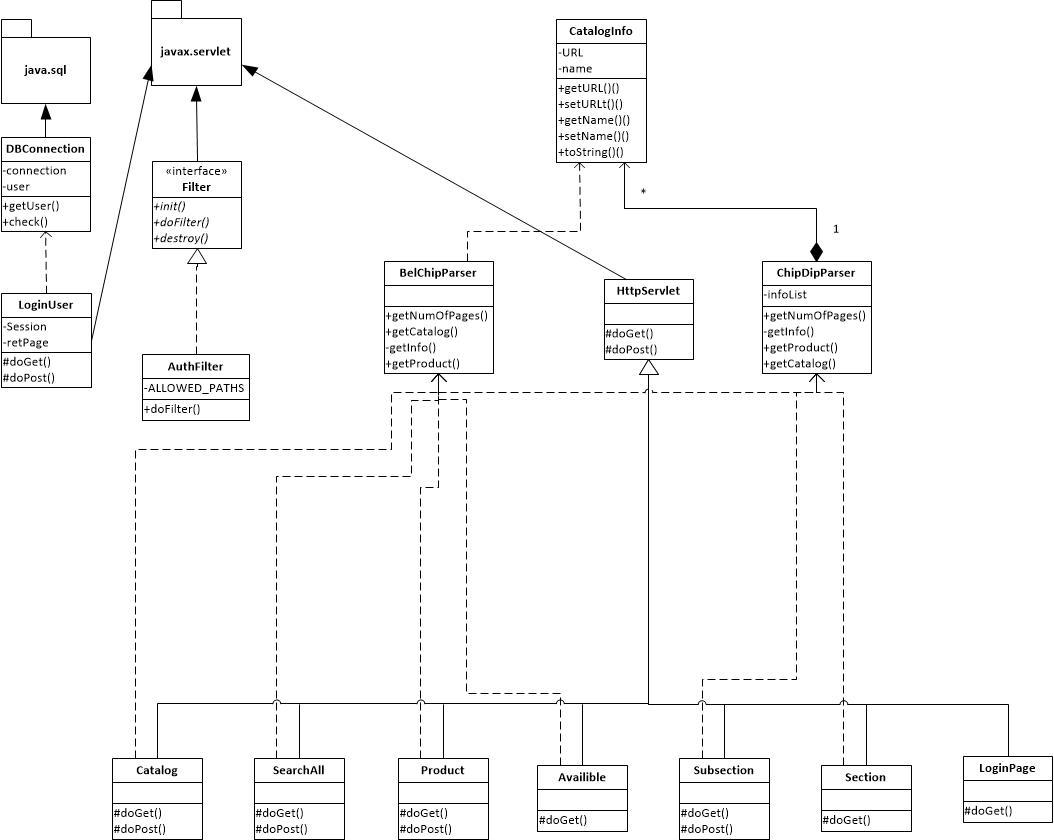 java.sql
javax.servlet
CatalogInfo
-URL
-name
+getURL()()
+setURLt()()
+getName()()
+setName()()
+toString()()
DBConnection
-connection
-user
+getUser()
+check()
«interface»
Filter
+init()
+doFilter()
+destroy()
*
1
BelChipParser
+getNumOfPages()
+getCatalog()
-getInfo()
+getProduct()
HttpServlet
#doGet()
#doPost()
ChipDipParser
-infoList
+getNumOfPages()
-getInfo()
+getProduct()
+getCatalog()
LoginUser
-Session
-retPage
#doGet()
#doPost()
AuthFilter
-ALLOWED_PATHS
+doFilter()
Catalog
#doGet()
#doPost()
SearchAll
#doGet()
#doPost()
Product
#doGet()
#doPost()
Availible
#doGet()
Subsection
#doGet()
#doPost()
Section
#doGet()
LoginPage
#doGet()